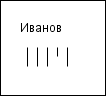 Иванов
| | | ' |